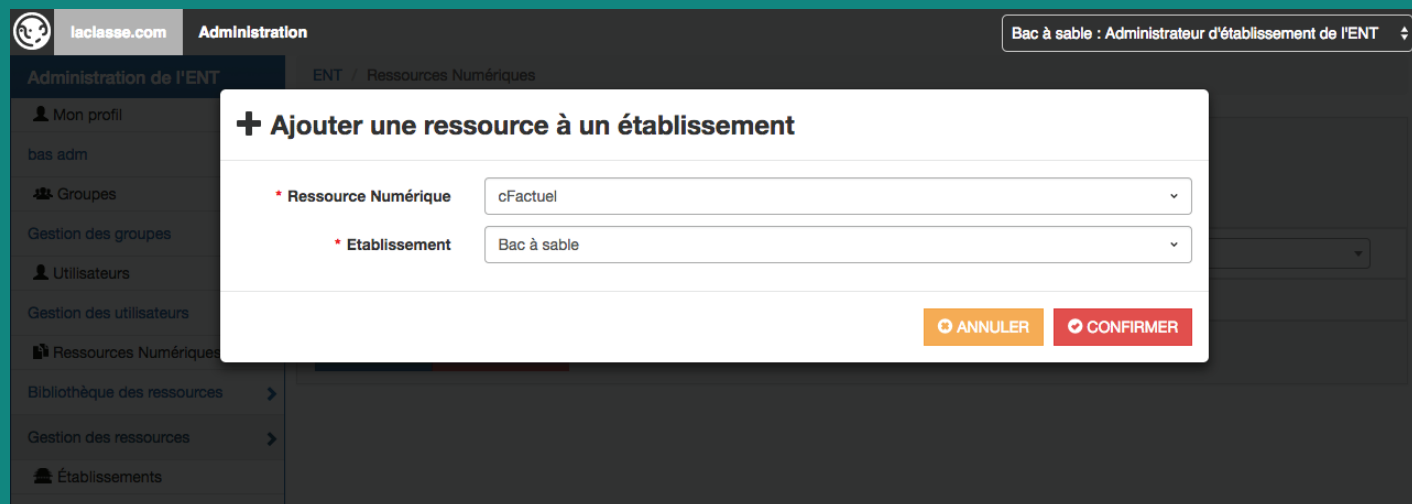 laclasse.com Administration Bac à sable : Administrateur d'établissement de l'ENT
Administration de l'ENT
ENT / Ressources Numériques
Mon profil
bas adm
Groupes
Gestion des groupes
Utilisateurs
Gestion des utilisateurs
Ressources Numériques
Bibliothèque des ressources
Gestion des ressources
Établissements
Ajouter une ressource à un établissement
* Ressource Numérique cFactuel
* Etablissement Bac à sable
ANNULER CONFIRMER